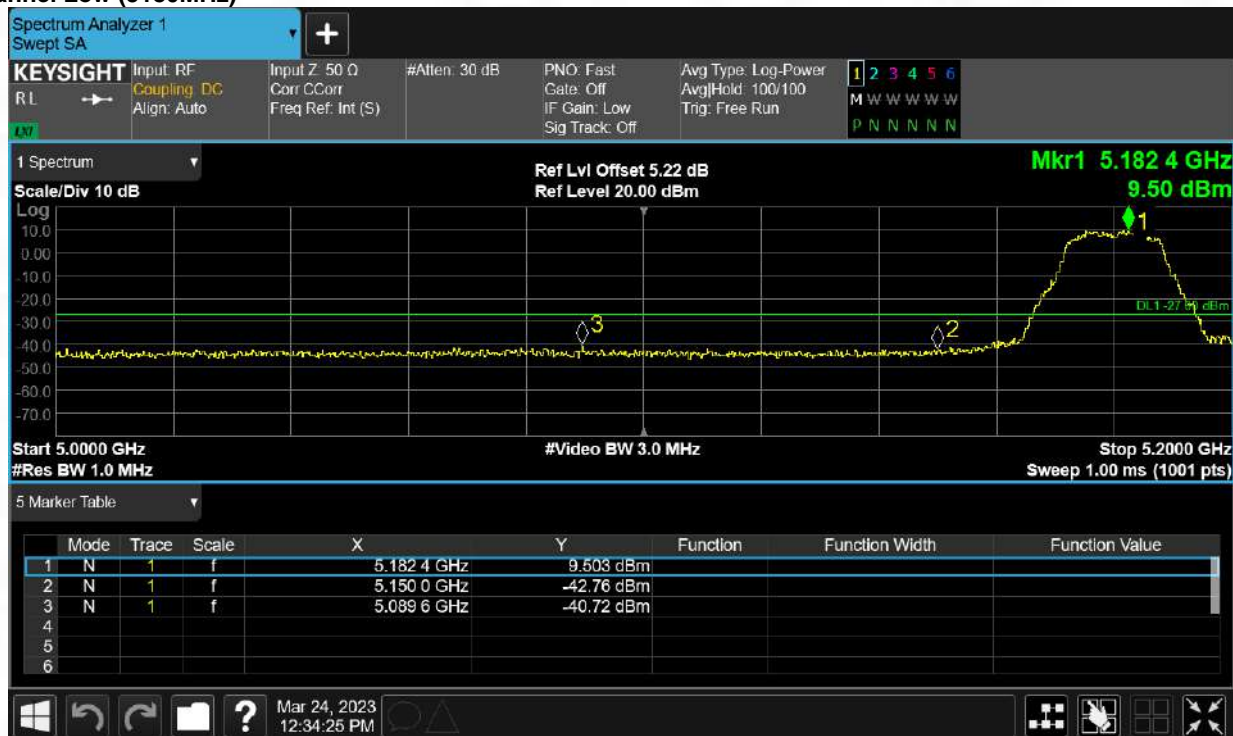 Spectrum Analyzer 1
Swept SA
+
KEYSIGHT Input: RF Input Z: 50 Ω #Atten: 30 dB PNO: Fast Avg Type: Log-Power 1 2 3 4 5 6
RL Coupling: DC Corr CCorr Gate: Off Avg|Hold: 100/100 M W W W W W
Align: Auto Freq Ref: Int (S) IF Gain: Low Trig: Free Run
LXI Sig Track: Off P N N N N N
1 Spectrum Ref Lvl Offset 5.22 dB Mkr1 5.182 4 GHz
Scale/Div 10 dB Ref Level 20.00 dBm 9.50 dBm
Log
1
10.0
0.00
-10.0
-20.0
DL1 -27.00 dBm
-30.0
3
2
-40.0
-50.0
-60.0
-70.0
Start 5.0000 GHz #Video BW 3.0 MHz Stop 5.2000 GHz
#Res BW 1.0 MHz Sweep 1.00 ms (1001 pts)
5 Marker Table
Mode Trace Scale X Y Function Function Width Function Value
1 N 1 f 5.182 4 GHz 9.503 dBm
2 N 1 f 5.150 0 GHz -42.76 dBm
3 N 1 f 5.089 6 GHz -40.72 dBm
4
5
6
? Mar 24, 2023
12:34:25 PM